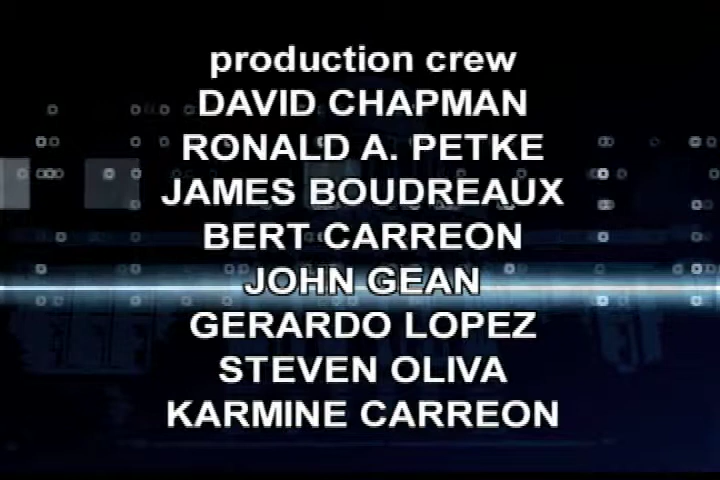 production crew
DAVID CHAPMAN
RONALD A. PETKE
JAMES BOUDREAUX
BERT CARREON
JOHN GEAN
GERARDO LOPEZ
STEVEN OLIVA
KARMINE CARREON